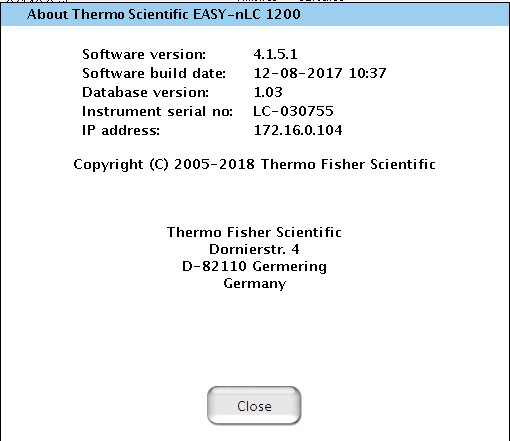 About Thermo Scientific EASY-nLC 1200
Software version: 4.1.5.1
Software build date: 12-08-2017 10:37
Database version: 1.03
Instrument serial no: LC-030755
IP address: 172.16.0.104
Copyright (C) 2005-2018 Thermo Fisher Scientific
Thermo Fisher Scientific
Dornierstr. 4
D-82110 Germering
Germany
Close